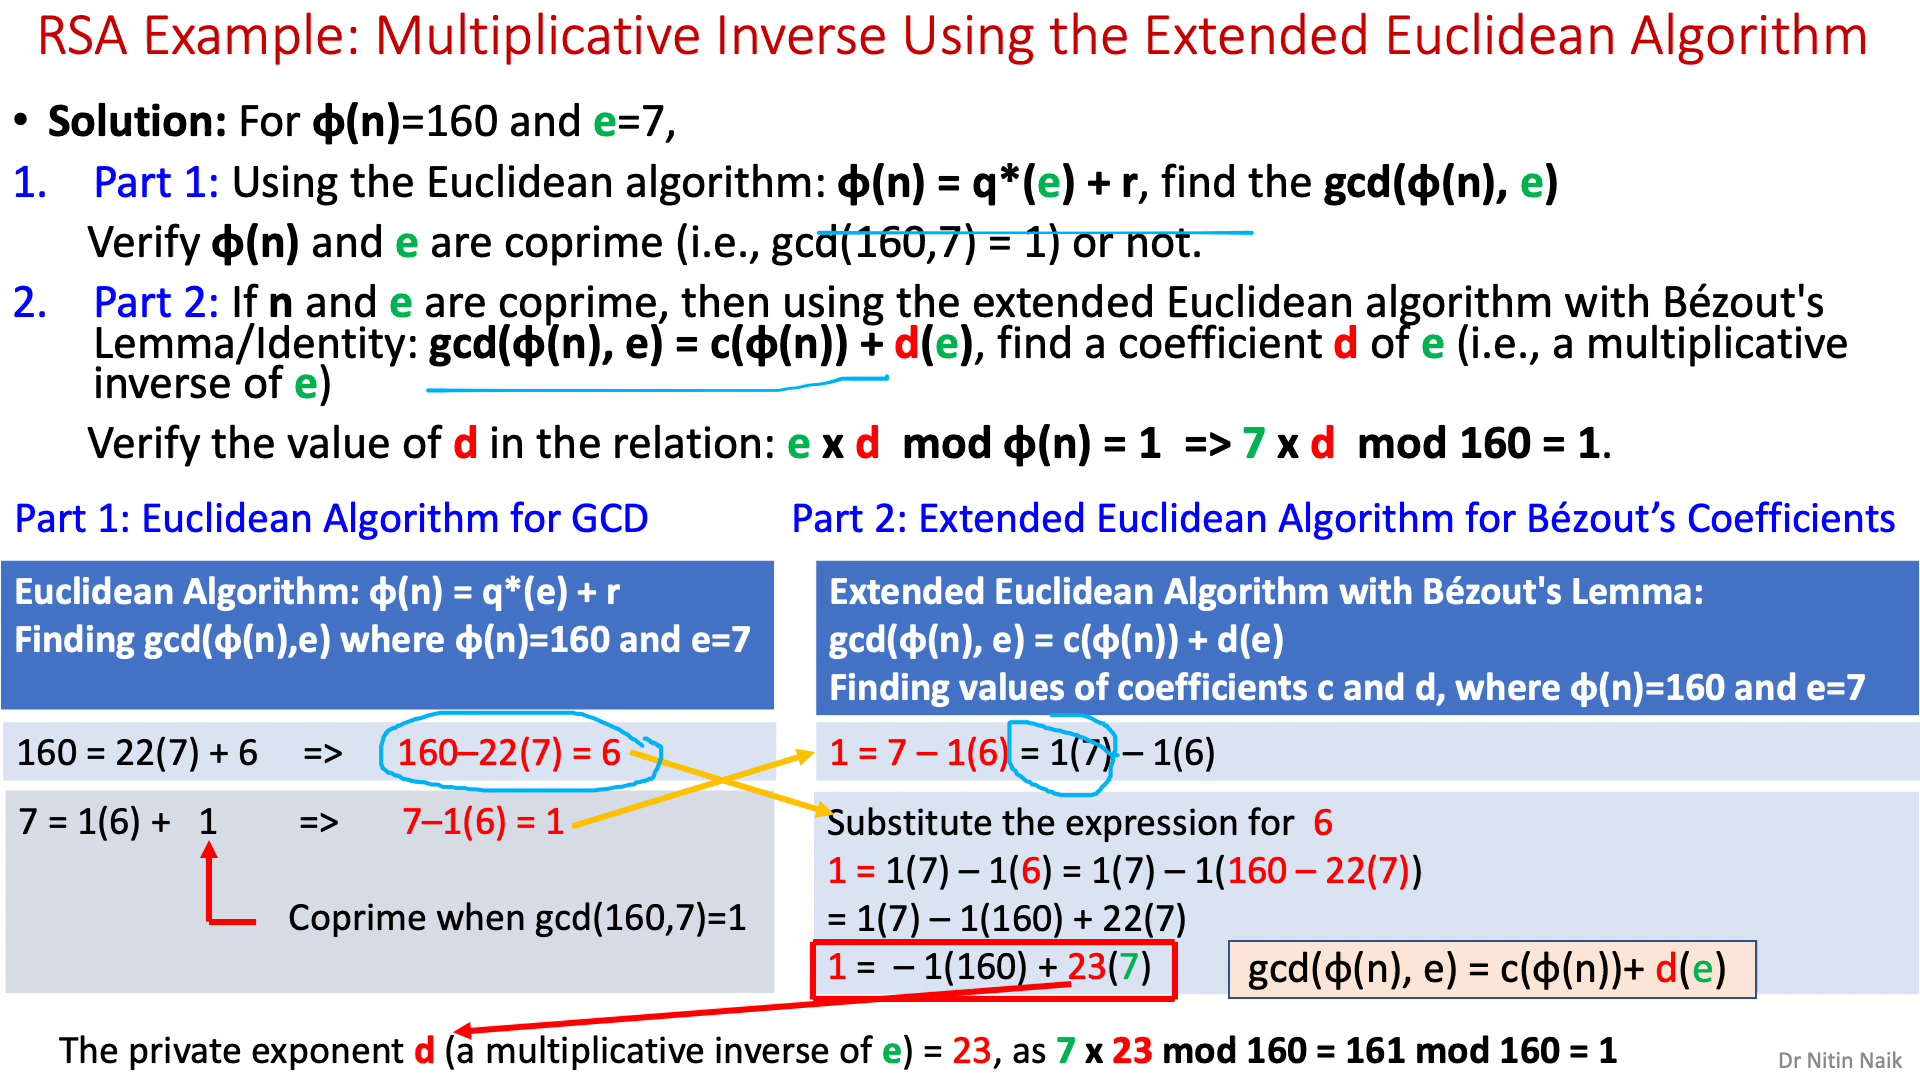 RSA Example: Multiplicative Inverse Using the Extended Euclidean Algorithm
• Solution: For ϕ(n)=160 and e=7,
1. Part 1: Using the Euclidean algorithm: ϕ(n) = q*(e) + r, find the gcd(ϕ(n), e)
Verify ϕ(n) and e are coprime (i.e., gcd(160,7) = 1) or not.
2. Part 2: If n and e are coprime, then using the extended Euclidean algorithm with Bézout's
Lemma/Identity: gcd(ϕ(n), e) = c(ϕ(n)) + d(e), find a coefficient d of e (i.e., a multiplicative
inverse of e)
Verify the value of d in the relation: e x d mod ϕ(n) = 1 => 7 x d mod 160 = 1.
Part 1: Euclidean Algorithm for GCD
Euclidean Algorithm: ϕ(n) = q*(e) + r
Finding gcd(ϕ(n),e) where ϕ(n)=160 and e=7
160 = 22(7) + 6 => 160–22(7) = 6
7 = 1(6) + 1 => 7–1(6) = 1
Coprime when gcd(160,7)=1
Part 2: Extended Euclidean Algorithm for Bézout’s Coefficients
Extended Euclidean Algorithm with Bézout's Lemma:
gcd(ϕ(n), e) = c(ϕ(n)) + d(e)
Finding values of coefficients c and d, where ϕ(n)=160 and e=7
1 = 7 – 1(6) = 1(7) – 1(6)
Substitute the expression for 6
1 = 1(7) – 1(6) = 1(7) – 1(160 – 22(7))
= 1(7) – 1(160) + 22(7)
1 = – 1(160) + 23(7)
gcd(ϕ(n), e) = c(ϕ(n))+ d(e)
The private exponent d (a multiplicative inverse of e) = 23, as 7 x 23 mod 160 = 161 mod 160 = 1
Dr Nitin Naik